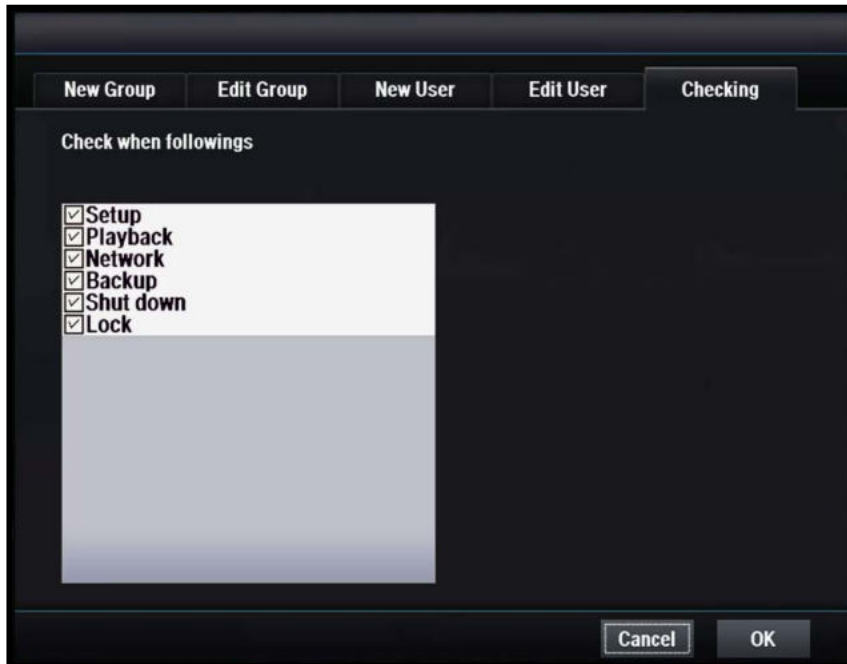 New Group Edit Group New User Edit User Checking
Check when followings
Setup
Playback
Network
Backup
Shut down
Lock
Cancel OK